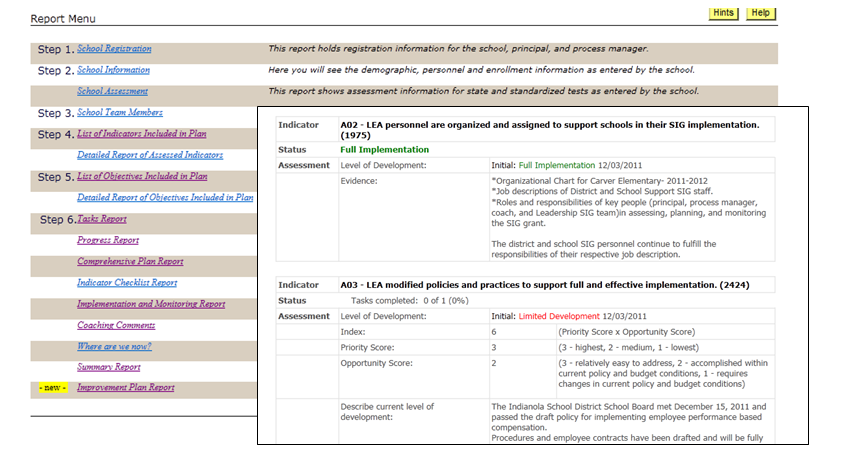 Hints Help
Report Menu
Step 1. School Registration This report holds registration information for the school, principal, and process manager.
Step 2. School Information Here you will see the demographic, personnel and enrollment information as entered by the school.
School Assessment This report shows assessment information for state and standardized tests as entered by the school.
Step 3. School Team Members
Step 4. List of Indicators Included in Plan
Detailed Report of Assessed Indicators
Step 5. List of Objectives Included in Plan
Detailed Report of Objectives Included in Plan
Step 6. Tasks Report
Progress Report
Comprehensive Plan Report
Indicator Checklist Report
Implementation and Monitoring Report
Coaching Comments
Where are we now?
Summary Report
- new - Improvement Plan Report
Indicator A02 - LEA personnel are organized and assigned to support schools in their SIG implementation.
(1975)
Status Full Implementation
Assessment Level of Development: Initial: Full Implementation 12/03/2011
Evidence: *Organizational Chart for Carver Elementary- 2011-2012
*Job descriptions of District and School Support SIG staff.
*Roles and responsibilities of key people (principal, process manager,
coach, and Leadership SIG team)in assessing, planning, and monitoring
the SIG grant.
The district and school SIG personnel continue to fulfill the
responsibilities of their respective job description.
Indicator A03 - LEA modified policies and practices to support full and effective implementation. (2424)
Status Tasks completed: 0 of 1 (0%)
Assessment Level of Development: Initial: Limited Development 12/03/2011
Index: 6 (Priority Score x Opportunity Score)
Priority Score: 3 (3 - highest, 2 - medium, 1 - lowest)
Opportunity Score: 2 (3 - relatively easy to address, 2 - accomplished within
current policy and budget conditions, 1 - requires
changes in current policy and budget conditions)
Describe current level of The Indianola School District School Board met December 15, 2011 and
development: passed the draft policy for implementing employee performance based
compensation.
Procedures and employee contracts have been drafted and will be fully